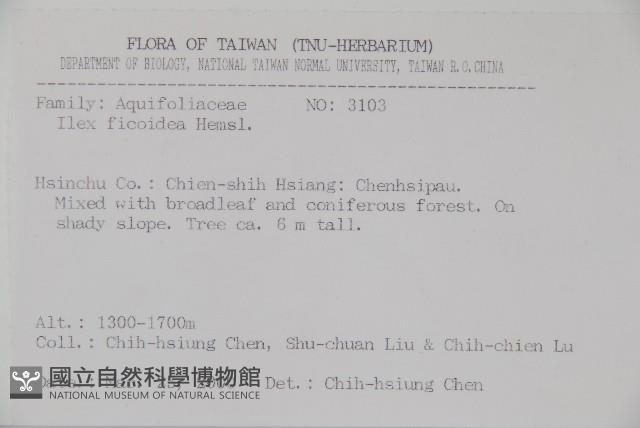 FLORA OF TAIWAN (TNU-HERBARIUM)
DEPARTMENT OF BIOLOGY, NATIONAL TAIWAN NORMAL UNIVERSITY, TAIWAN R.O.CHINA
Family: Aquifoliaceae NO: 3103
Ilex ficoidea Hemsl.
Hsinchu Co.: Chien-shih Hsiang: Chenhsipau.
Mixed with broadleaf and coniferous forest. On
shady slope. Tree ca. 6 m tall.
Alt.: 1300-1700m
Coll.: Chih-hsiung Chen, Shu-chuan Liu & Chih-chien Lu
Det.: Chih-hsiung Chen
國立自然科學博物館
NATIONAL MUSEUM OF NATURAL SCIENCE